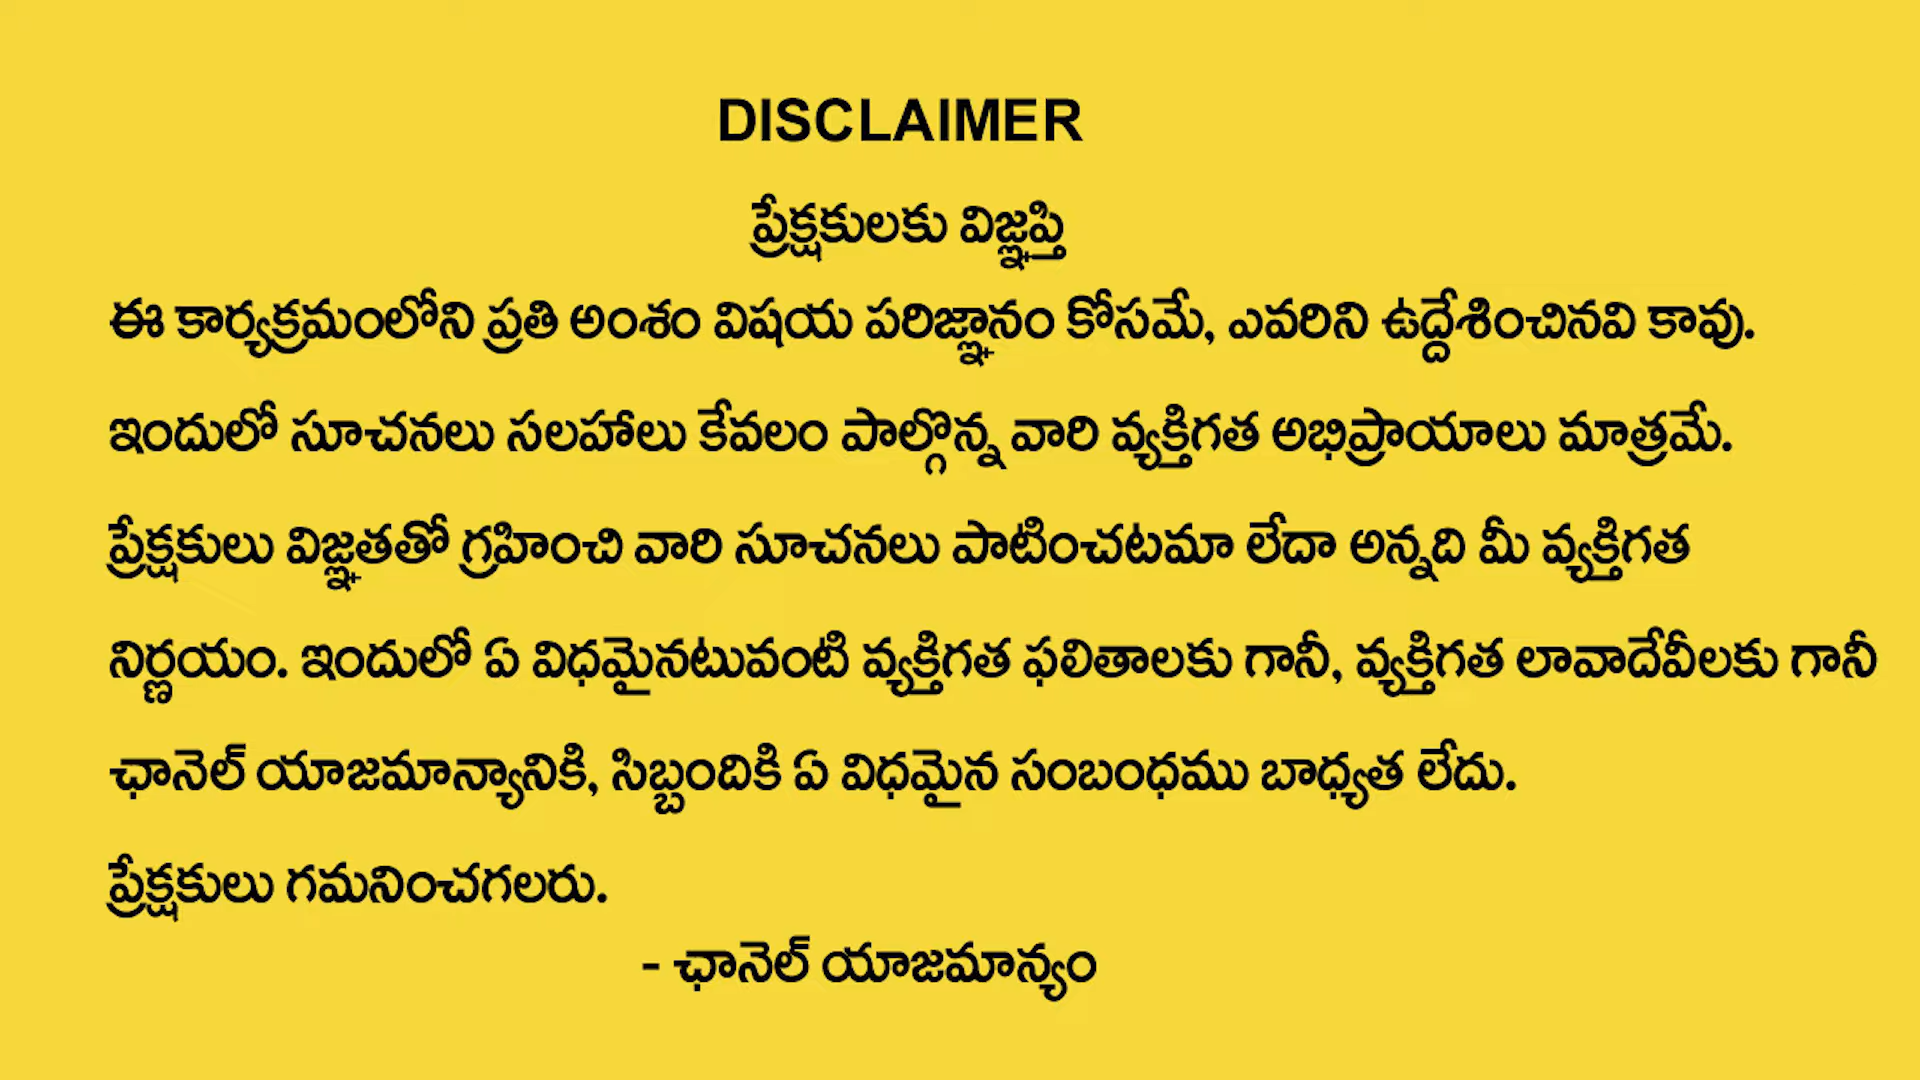 DISCLAIMER
ప్రేక్షకులకు విజ్ఞప్తి
ఈ కార్యక్రమంలోని ప్రతి అంశం విషయ పరిజ్ఞానం కోసమే, ఎవరిని ఉద్దేశించినవి కావు.
ఇందులో సూచనలు సలహాలు కేవలం పాల్గొన్న వారి వ్యక్తిగత అభిప్రాయాలు మాత్రమే.
ప్రేక్షకులు విజ్ఞతతో గ్రహించి వారి సూచనలు పాటించటమా లేదా అన్నది మీ వ్యక్తిగత
నిర్ణయం. ఇందులో ఏ విధమైనటువంటి వ్యక్తిగత ఫలితాలకు గానీ, వ్యక్తిగత లావాదేవీలకు గానీ
ఛానెల్ యాజమాన్యానికి, సిబ్బందికి ఏ విధమైన సంబంధము బాధ్యత లేదు.
ప్రేక్షకులు గమనించగలరు.
- ఛానెల్ యాజమాన్యం